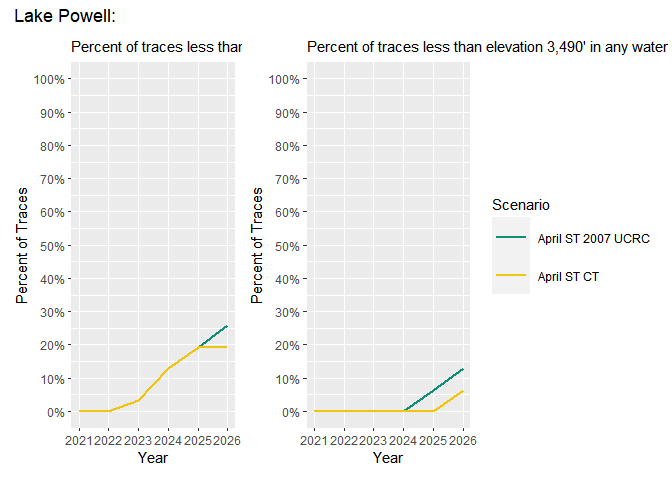 Lake Powell:
Percent of traces less than
Percent of traces less than elevation 3,490' in any water
100%
90%
80%
70%
60%
50%
40%
30%
20%
10%
0%
Percent of Traces
2021 2022 2023 2024 2025 2026
Year
100%
90%
80%
70%
60%
50%
40%
30%
20%
10%
0%
Percent of Traces
2021 2022 2023 2024 2025 2026
Year
Scenario
April ST 2007 UCRC
April ST CT